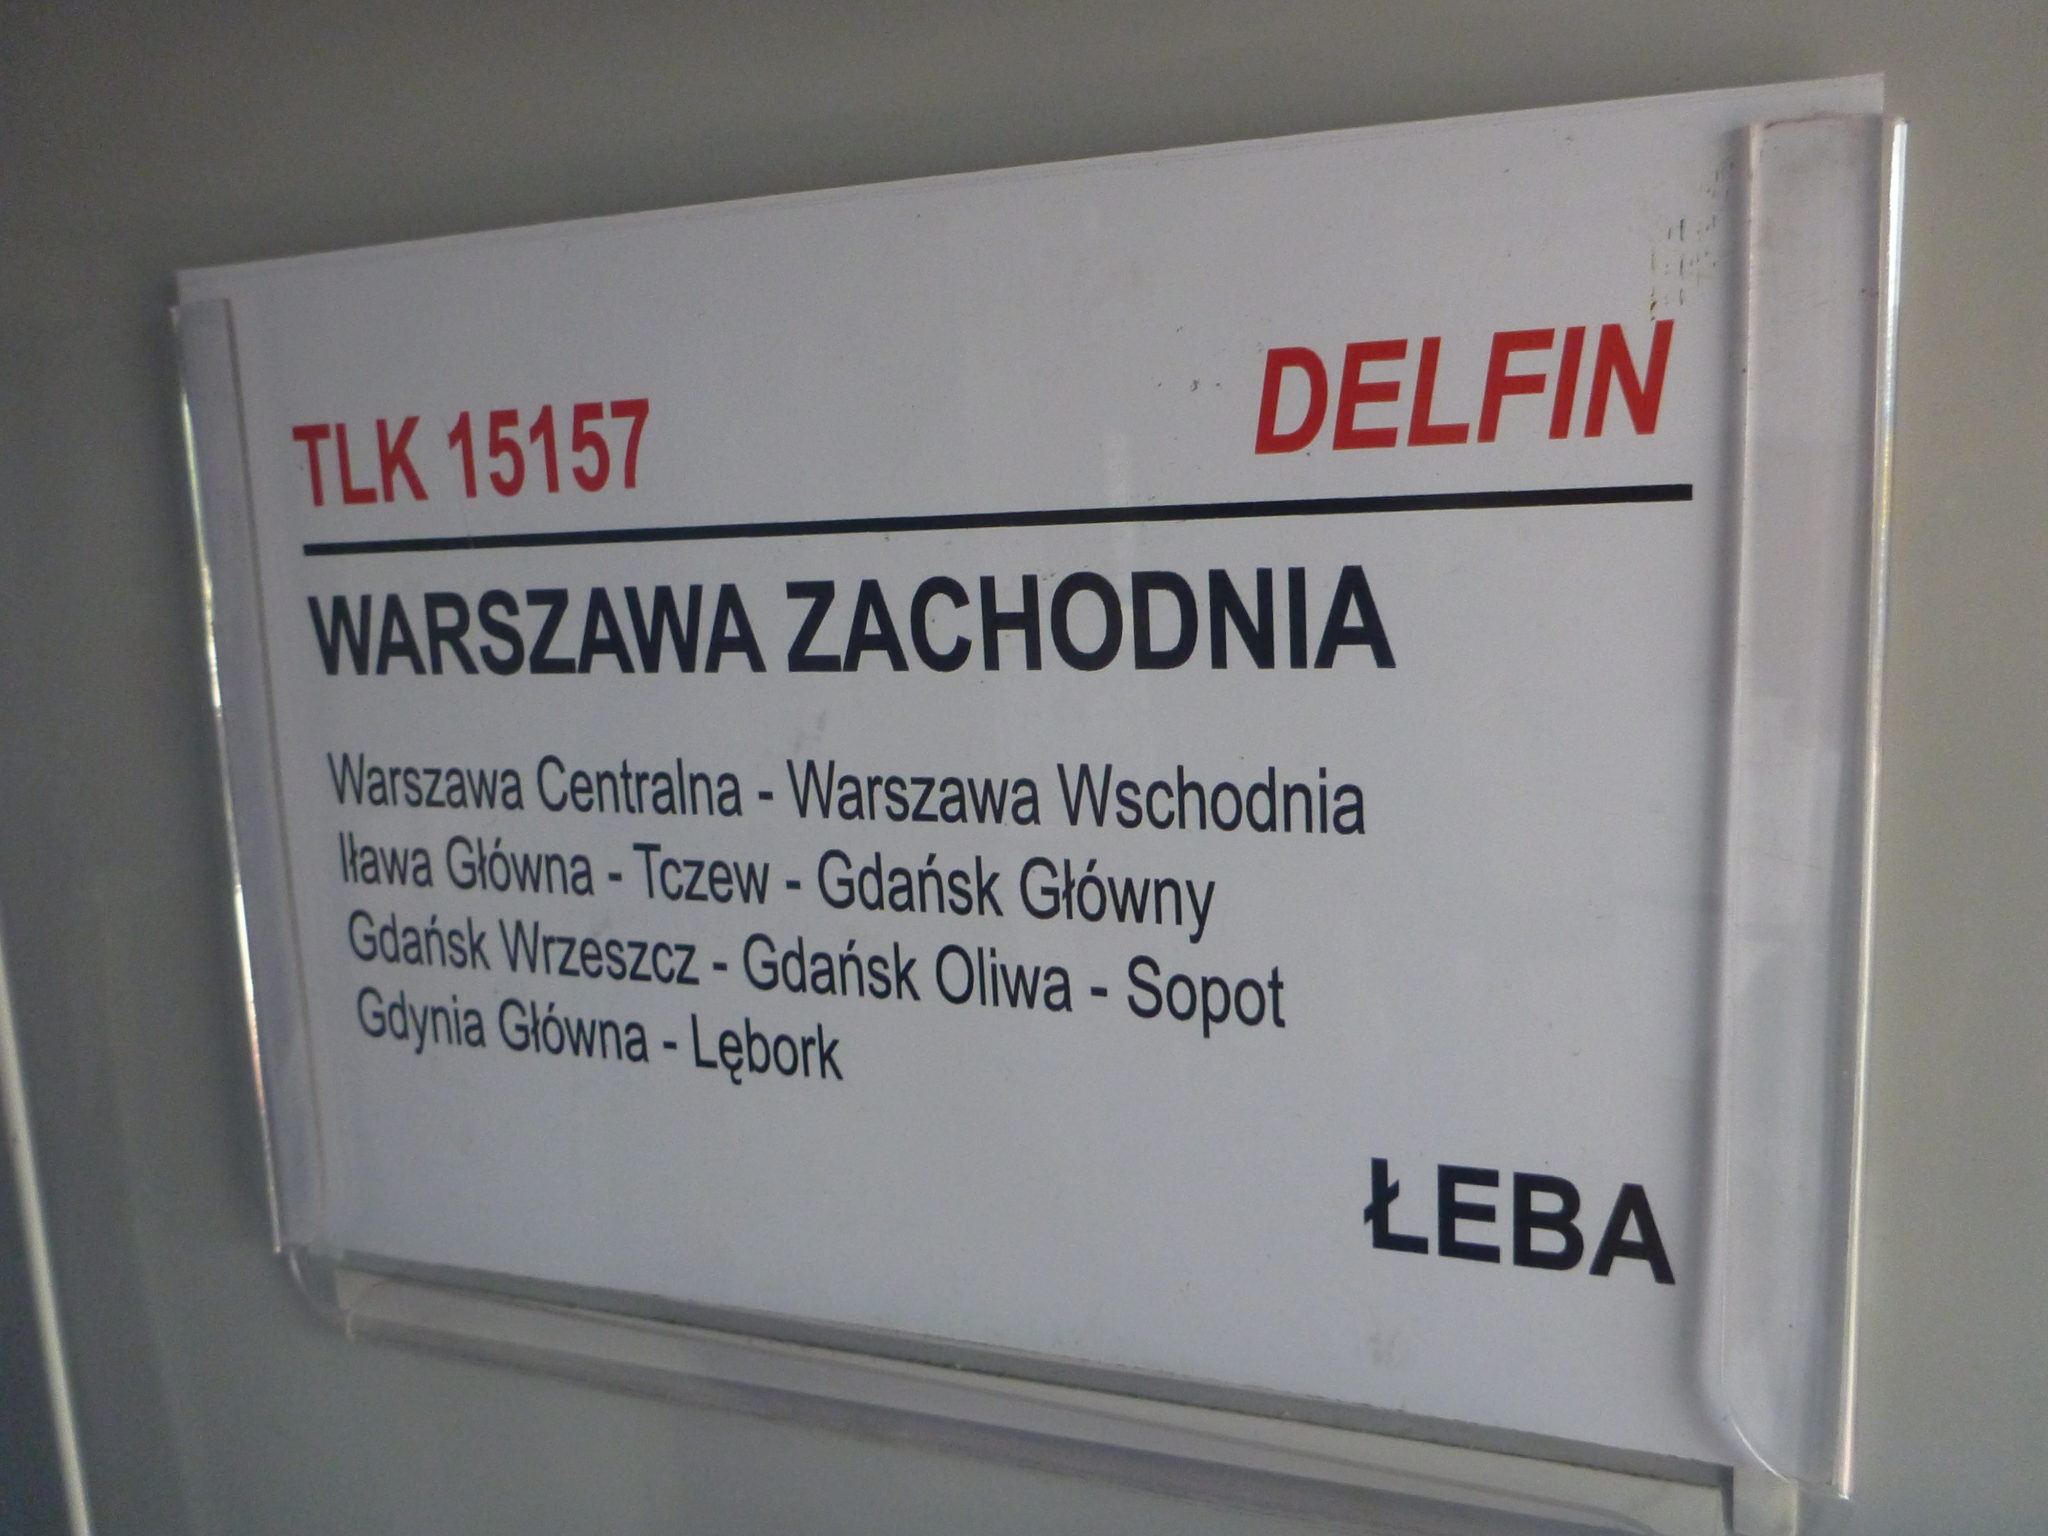 TLK 15157 DELFIN
WARSZAWA ZACHODNIA
Warszawa Centralna - Warszawa Wschodnia
Iława Główna - Tczew - Gdańsk Główny
Gdańsk Wrzeszcz - Gdańsk Oliwa - Sopot
Gdynia Główna - Lębork
ŁEBA